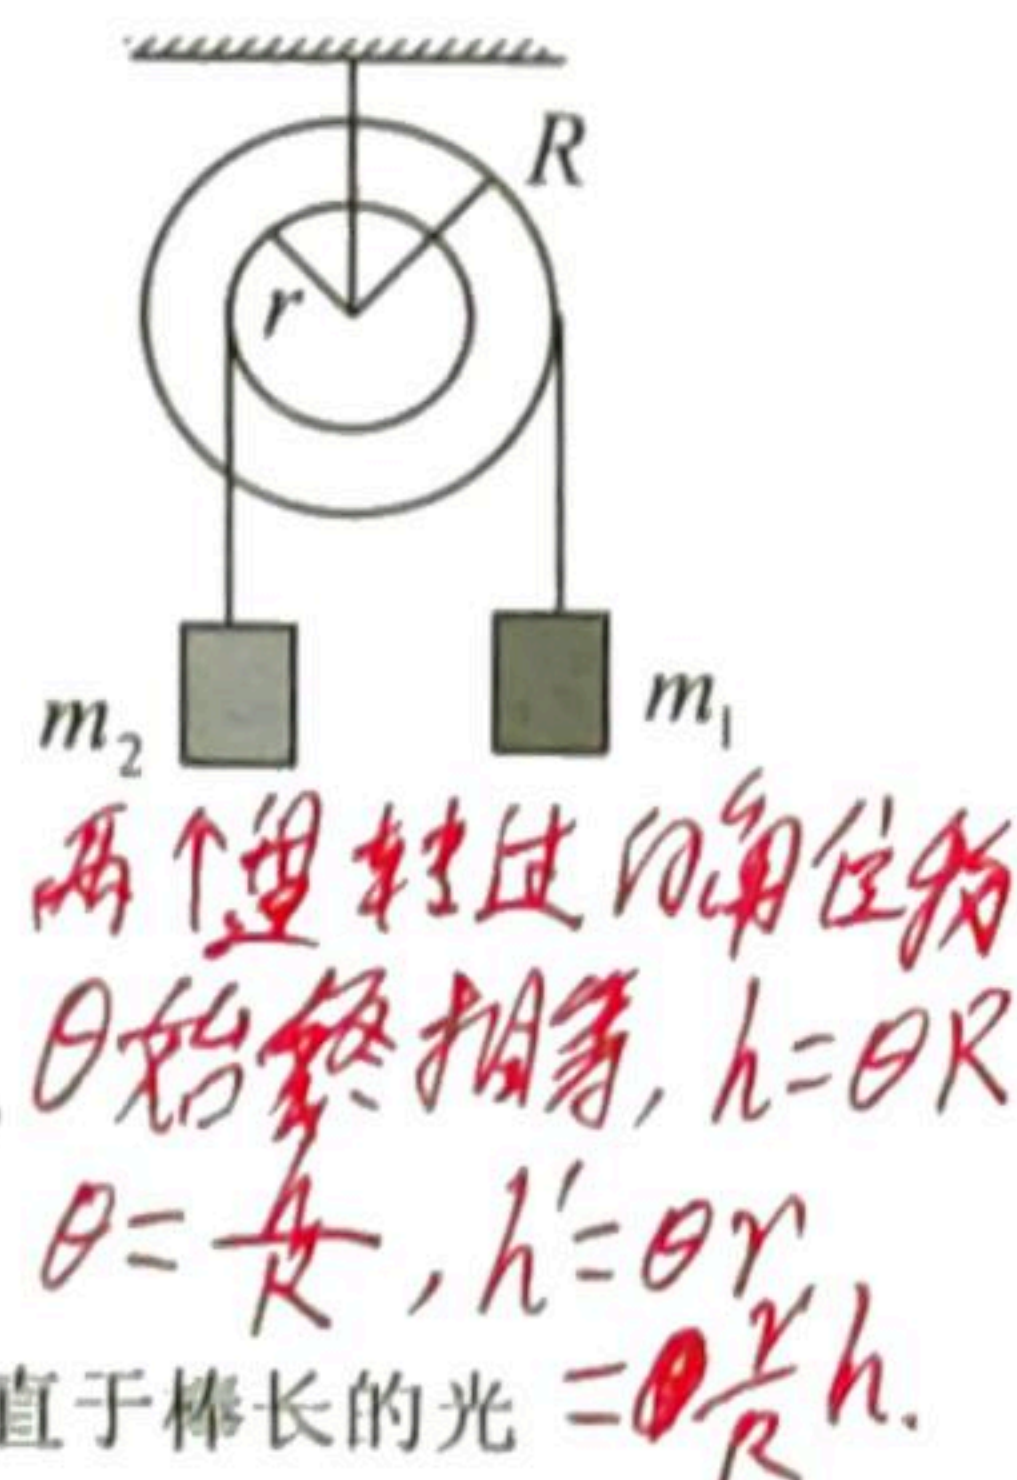 R
r
m₂
m₁
两个盘转过的角位移
θ始终相等, h=θR
θ=h/R, h′=θr
直于棒长的光
=r/R h.